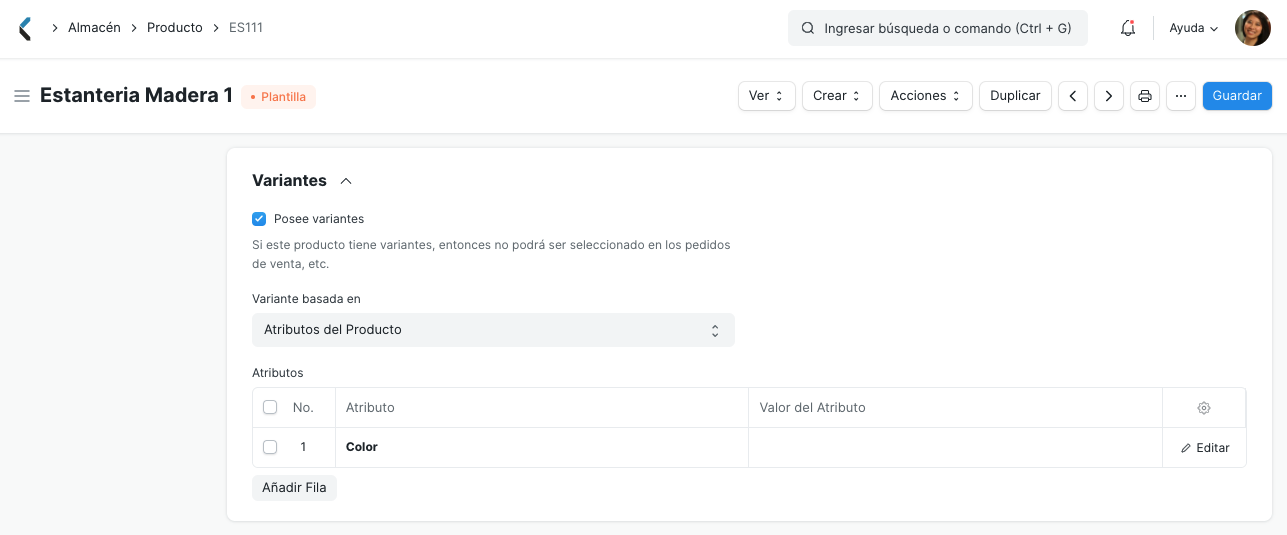 Almacén
Producto
ES111
Ingresar búsqueda o comando (Ctrl + G)
Ayuda
Estanteria Madera 1
Plantilla
Ver
Crear
Acciones
Duplicar
Guardar
Variantes
Posee variantes
Si este producto tiene variantes, entonces no podrá ser seleccionado en los pedidos
de venta, etc.
Variante basada en
Atributos del Producto
Atributos
No.
Atributo
Valor del Atributo
1
Color
Editar
Añadir Fila